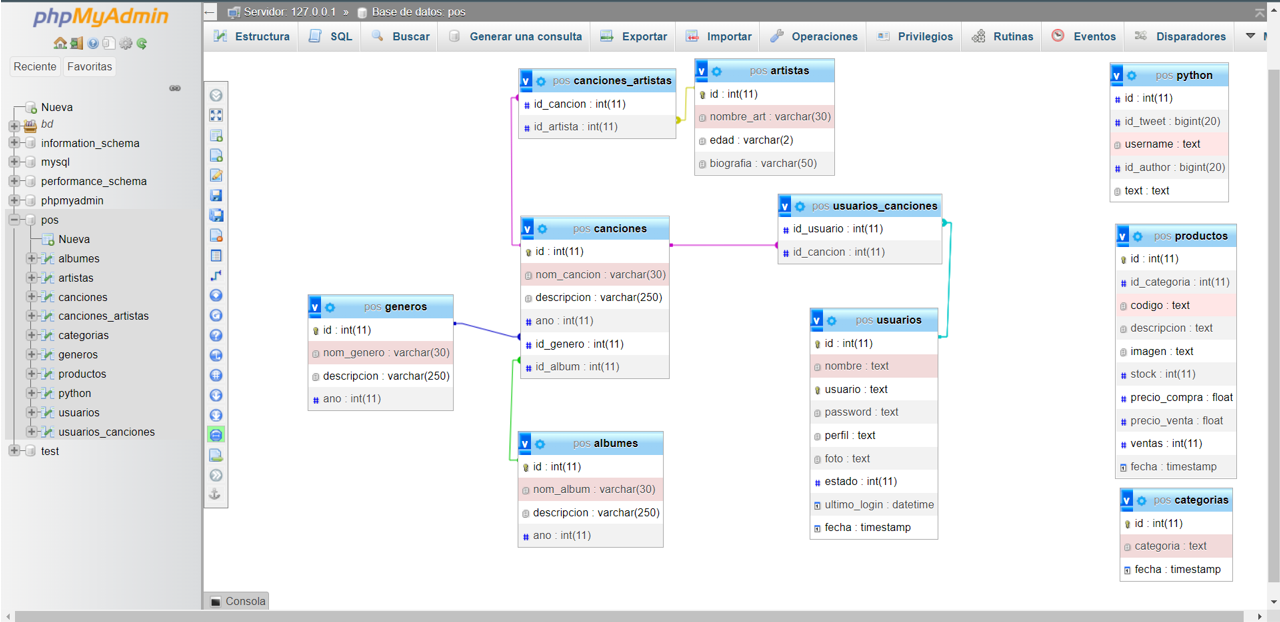 phpMyAdmin
Reciente
Favoritas
Nueva
bd
information_schema
mysql
performance_schema
phpmyadmin
pos
Nueva
albumes
artistas
canciones
canciones_artistas
categorias
generos
productos
python
usuarios
usuarios_canciones
test
Servidor: 127.0.0.1 » Base de datos: pos
Estructura
SQL
Buscar
Generar una consulta
Exportar
Importar
Operaciones
Privilegios
Rutinas
Eventos
Disparadores
v pos canciones_artistas
# id_cancion : int(11)
# id_artista : int(11)
v pos artistas
id : int(11)
nombre_art : varchar(30)
edad : varchar(2)
biografia : varchar(50)
v pos python
# id : int(11)
# id_tweet : bigint(20)
username : text
# id_author : bigint(20)
text : text
v pos canciones
id : int(11)
nom_cancion : varchar(30)
descripcion : varchar(250)
# ano : int(11)
# id_genero : int(11)
# id_album : int(11)
v pos usuarios_canciones
# id_usuario : int(11)
# id_cancion : int(11)
v pos productos
id : int(11)
# id_categoria : int(11)
codigo : text
descripcion : text
imagen : text
# stock : int(11)
# precio_compra : float
# precio_venta : float
# ventas : int(11)
fecha : timestamp
v pos generos
id : int(11)
nom_genero : varchar(30)
descripcion : varchar(250)
# ano : int(11)
v pos usuarios
id : int(11)
nombre : text
usuario : text
password : text
perfil : text
foto : text
# estado : int(11)
ultimo_login : datetime
fecha : timestamp
v pos albumes
id : int(11)
nom_album : varchar(30)
descripcion : varchar(250)
# ano : int(11)
v pos categorias
id : int(11)
categoria : text
fecha : timestamp
Consola